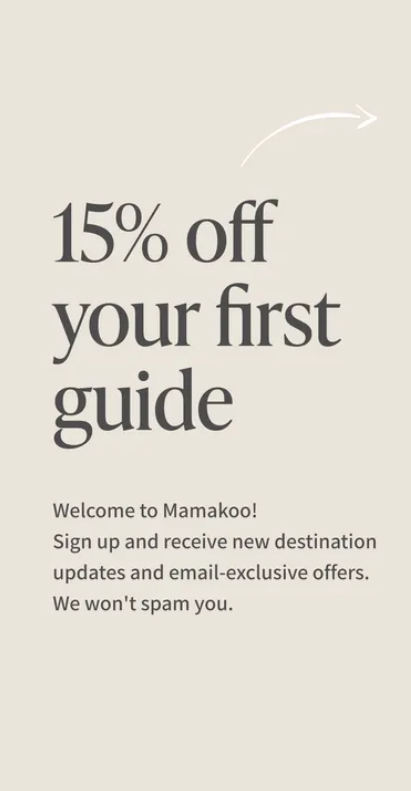 15% off
your first
guide
Welcome to Mamakoo!
Sign up and receive new destination
updates and email-exclusive offers.
We won't spam you.